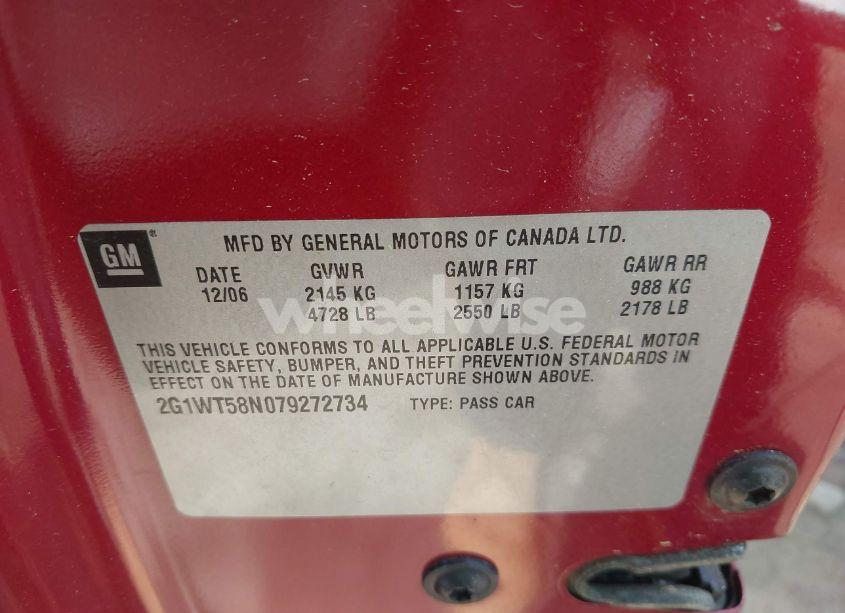 GM
MFD BY GENERAL MOTORS OF CANADA LTD.
DATE GVWR GAWR FRT GAWR RR
12/06 2145 KG 1157 KG 988 KG
4728 LB 2550 LB 2178 LB
wheelwise
THIS VEHICLE CONFORMS TO ALL APPLICABLE U.S. FEDERAL MOTOR
VEHICLE SAFETY, BUMPER, AND THEFT PREVENTION STANDARDS IN
EFFECT ON THE DATE OF MANUFACTURE SHOWN ABOVE.
2G1WT58N079272734 TYPE: PASS CAR